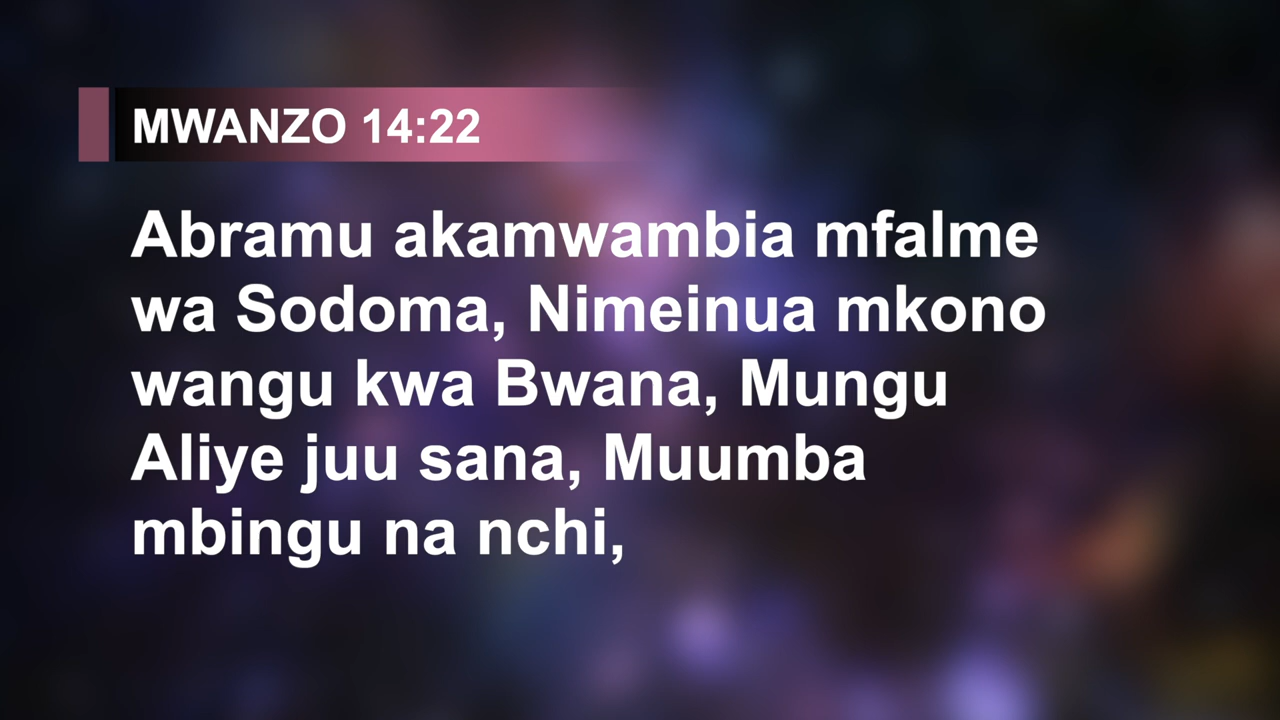 MWANZO 14:22
Abramu akamwambia mfalme
wa Sodoma, Nimeinua mkono
wangu kwa Bwana, Mungu
Aliye juu sana, Muumba
mbingu na nchi,